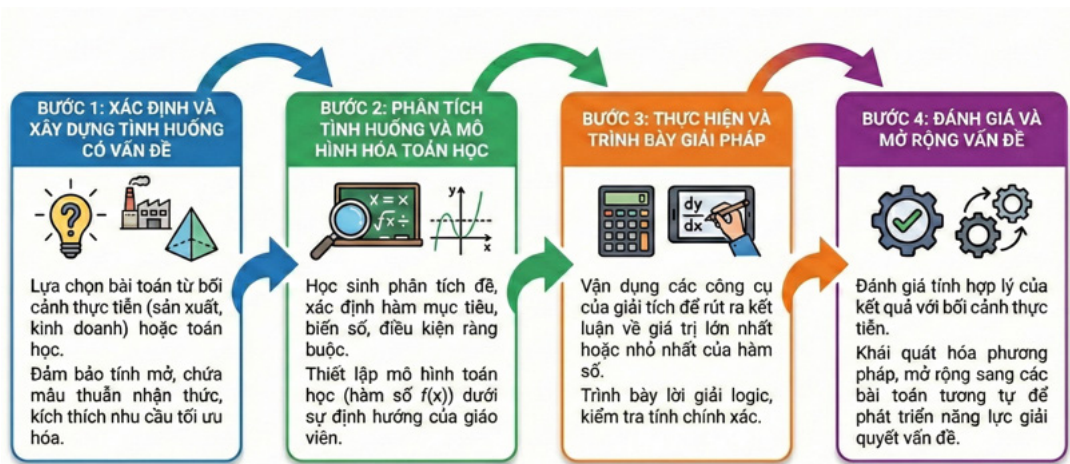 BƯỚC 1: XÁC ĐỊNH VÀ
XÂY DỰNG TÌNH HUỐNG
CÓ VẤN ĐỀ
?
Lựa chọn bài toán từ bối
cảnh thực tiễn (sản xuất,
kinh doanh) hoặc toán
học.
Đảm bảo tính mở, chứa
mâu thuẫn nhận thức,
kích thích nhu cầu tối ưu
hóa.
BƯỚC 2: PHÂN TÍCH
TÌNH HUỐNG VÀ MÔ
HÌNH HÓA TOÁN HỌC
x = x
√x ÷
y
x
Học sinh phân tích đề,
xác định hàm mục tiêu,
biến số, điều kiện ràng
buộc.
Thiết lập mô hình toán
học (hàm số f(x)) dưới
sự định hướng của giáo
viên.
BƯỚC 3: THỰC HIỆN VÀ
TRÌNH BÀY GIẢI PHÁP
0
dy
dx
Vận dụng các công cụ
của giải tích để rút ra kết
luận về giá trị lớn nhất
hoặc nhỏ nhất của hàm
số.
Trình bày lời giải logic,
kiểm tra tính chính xác.
BƯỚC 4: ĐÁNH GIÁ VÀ
MỞ RỘNG VẤN ĐỀ
Đánh giá tính hợp lý của
kết quả với bối cảnh thực
tiễn.
Khái quát hóa phương
pháp, mở rộng sang các
bài toán tương tự để
phát triển năng lực giải
quyết vấn đề.